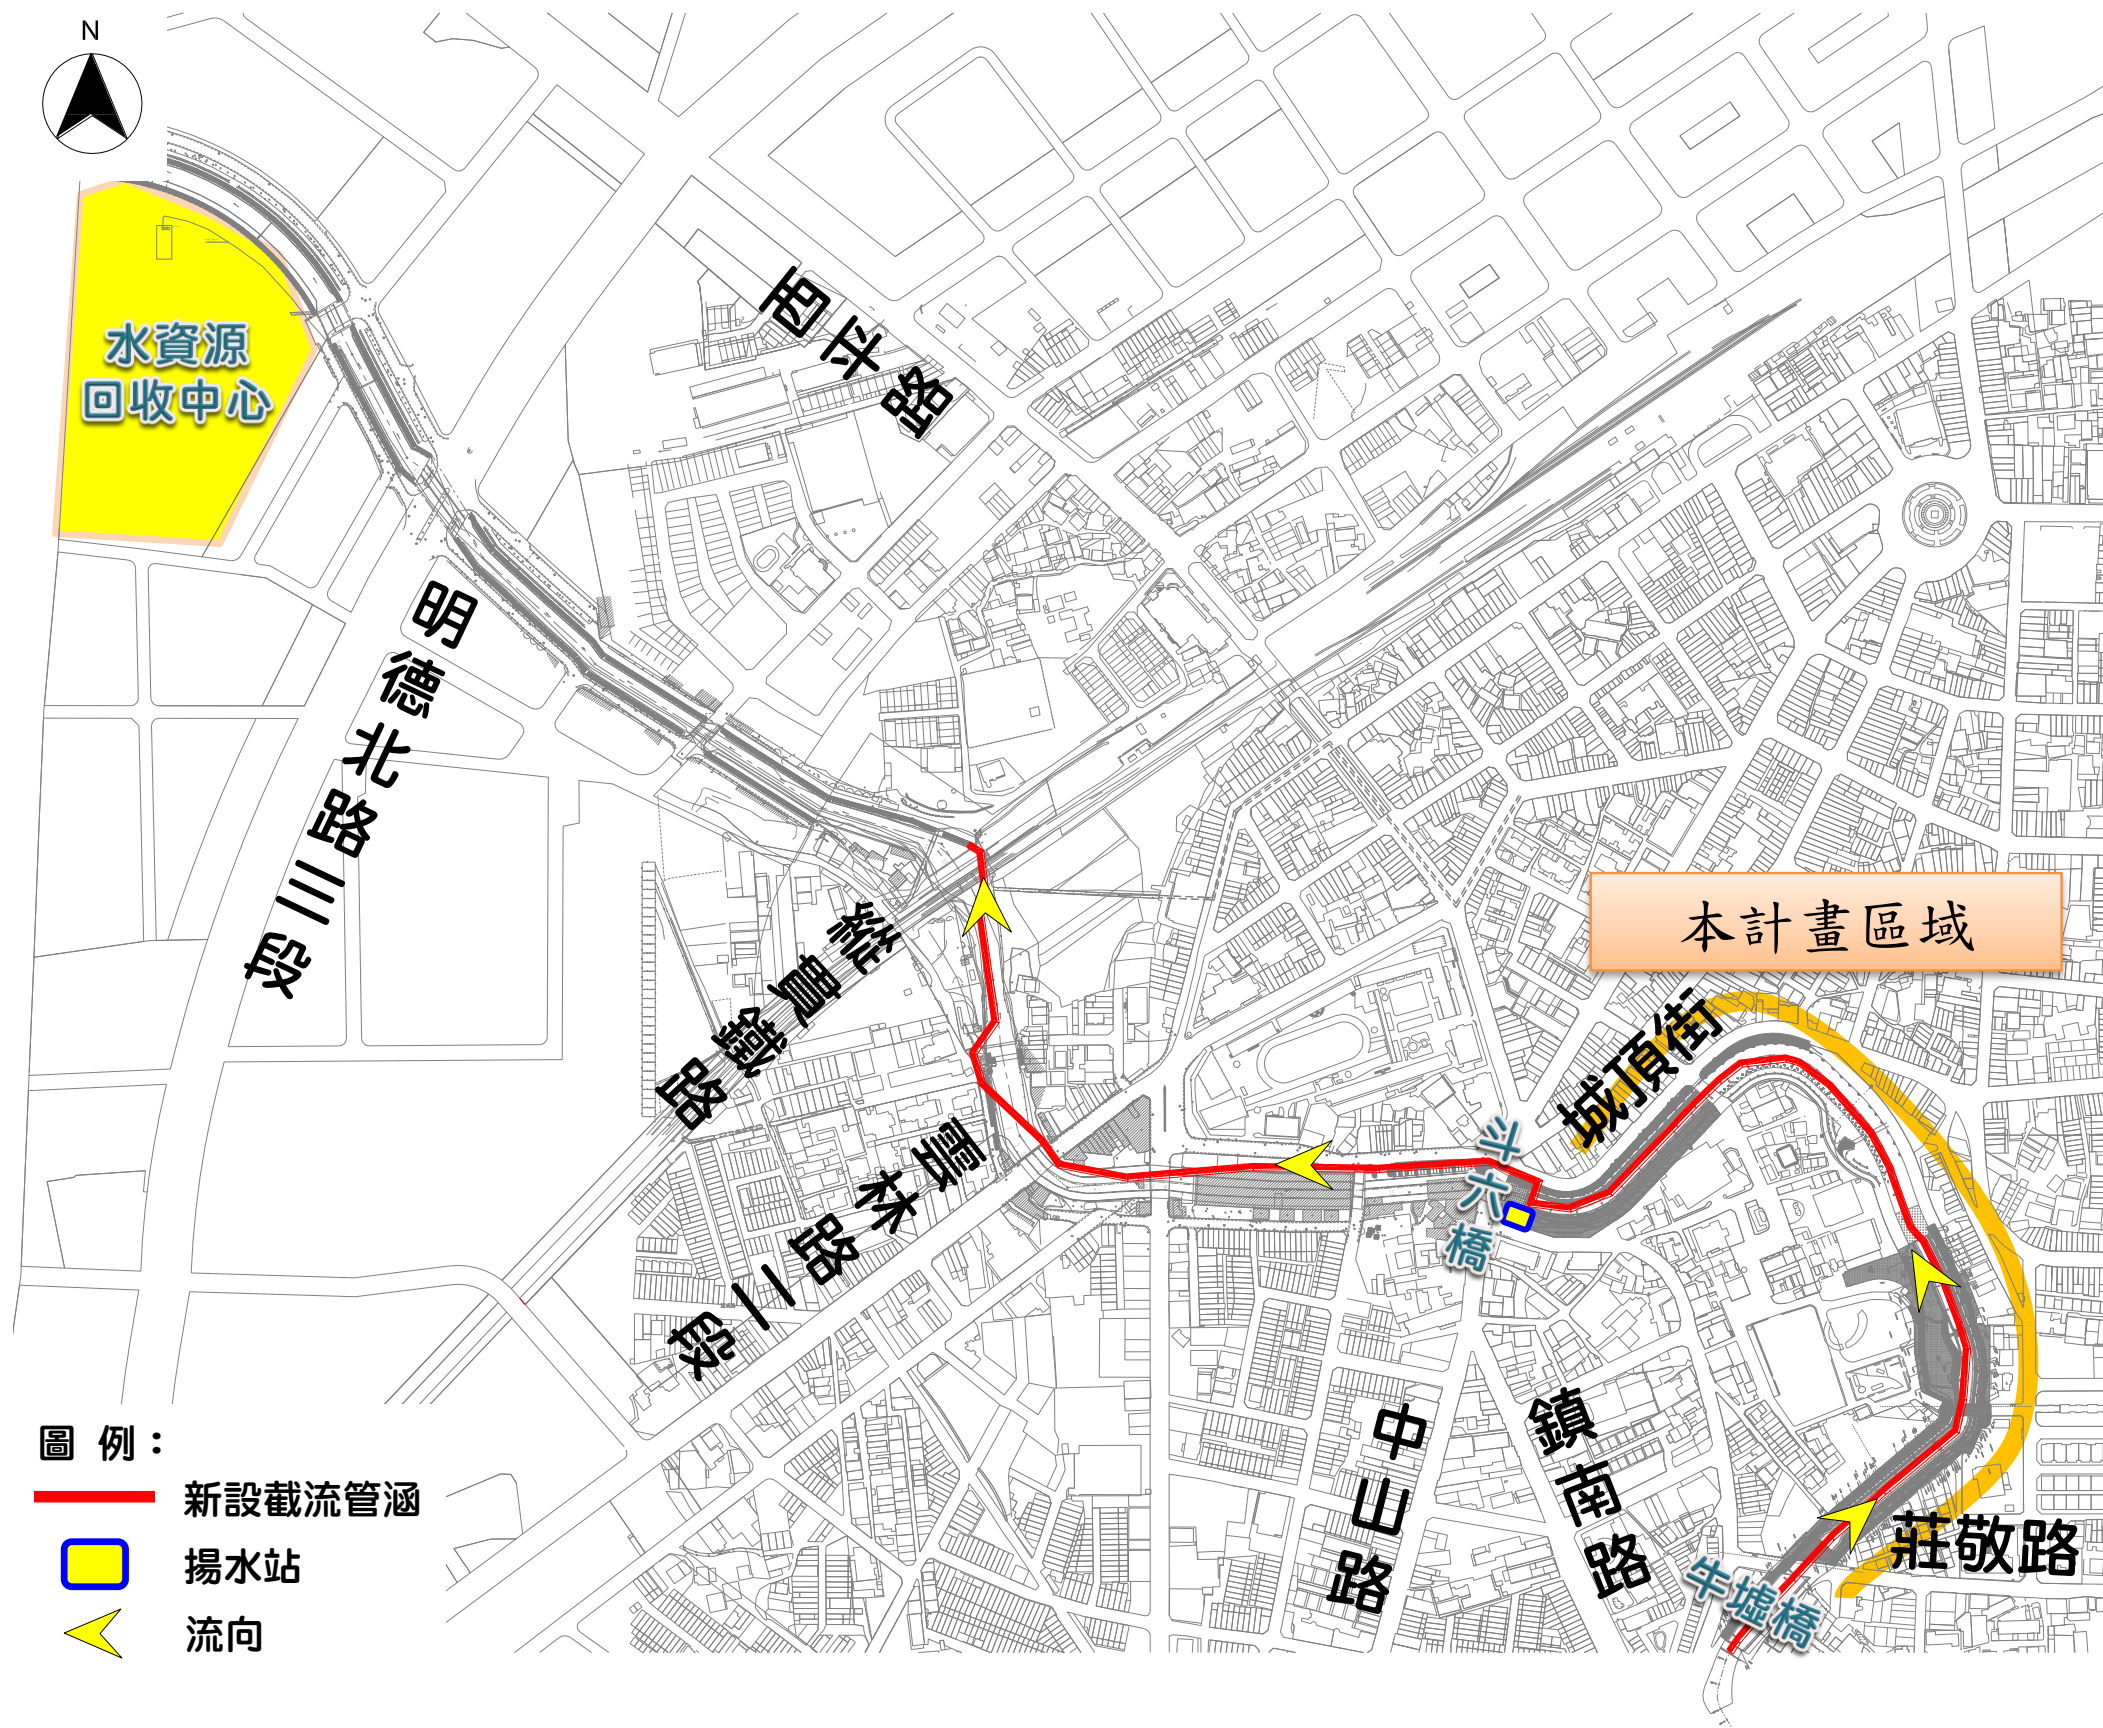 N
水資源
回收中心
西平路
明德北路三段
縱貫鐵路
雲林路二段
本計畫區域
城頂街
斗六橋
中山路
鎮南路
莊敬路
牛墟橋
圖 例：
新設截流管涵
揚水站
流向